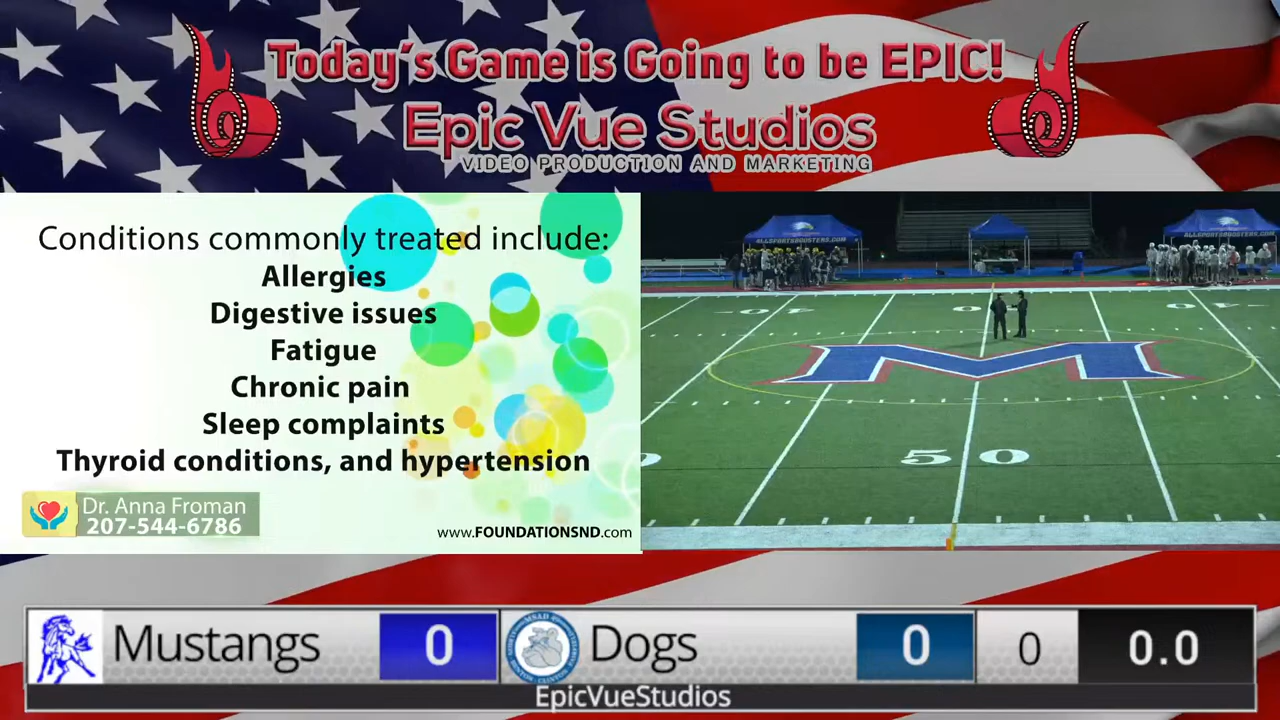 Today's Game is Going to be EPIC!
Epic Vue Studios
VIDEO PRODUCTION AND MARKETING
Conditions commonly treated include:
Allergies
Digestive issues
Fatigue
Chronic pain
Sleep complaints
Thyroid conditions, and hypertension
Dr. Anna Froman
207-544-6786
www.FOUNDATIONSND.com
ALLSPORTSBOOSTERS.COM
ALLSPORTSBOOSTERS.COM
M
50
Mustangs 0 Dogs 0 0 0.0
EpicVueStudios